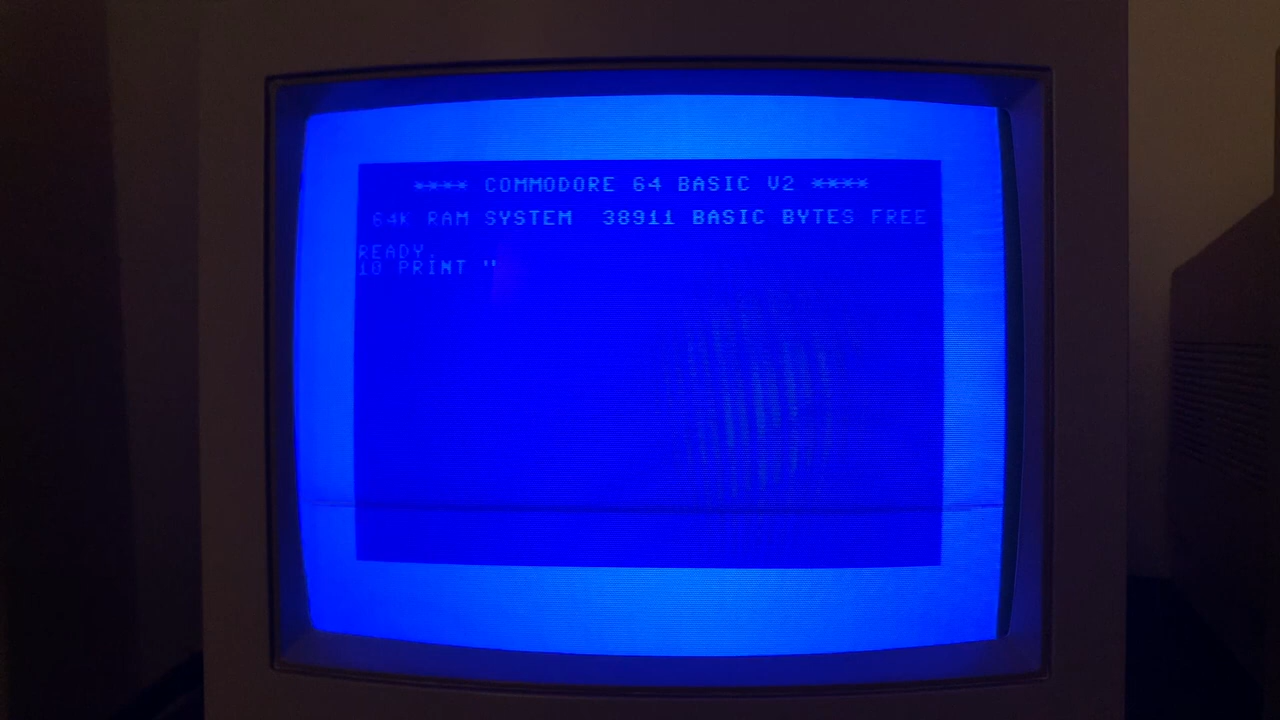 **** COMMODORE 64 BASIC V2 ****
64K RAM SYSTEM  38911 BASIC BYTES FREE
READY.
10 PRINT "